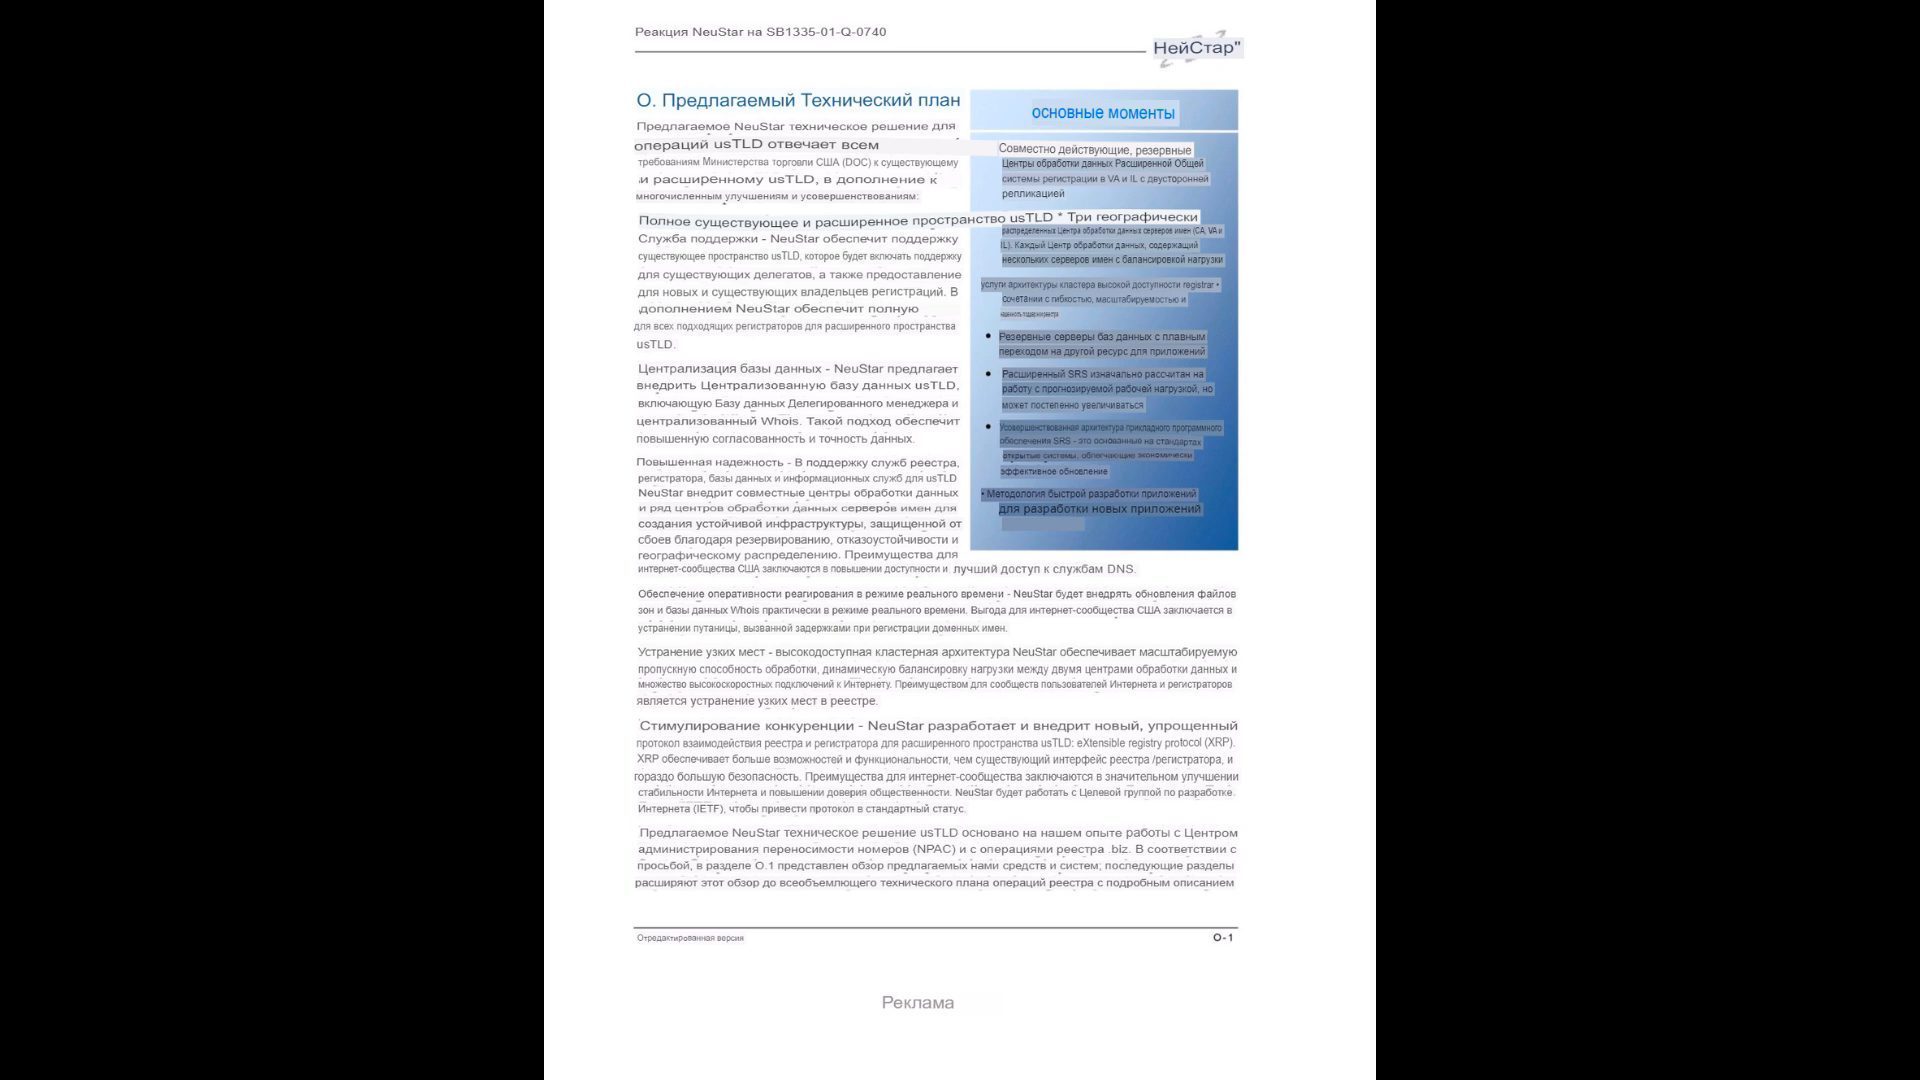 Реакция NeuStar на SB1335-01-Q-0740
НейСтар"
О. Предлагаемый Технический план
Предлагаемое NeuStar техническое решение для
операций usTLD отвечает всем
требованиям Министерства торговли США (DOC) к существующему
и расширенному usTLD, в дополнение к
многочисленным улучшениям и усовершенствованиям:
Полное существующее и расширенное пространство usTLD * Три географически
Служба поддержки - NeuStar обеспечит поддержку
существующее пространство usTLD, которое будет включать поддержку
для существующих делегатов, а также предоставление
для новых и существующих владельцев регистраций. В
дополнением NeuStar обеспечит полную
для всех подходящих регистраторов для расширенного пространства
usTLD.
Централизация базы данных - NeuStar предлагает
внедрить Централизованную базу данных usTLD,
включающую Базу данных Делегированного менеджера и
централизованный Whois. Такой подход обеспечит
повышенную согласованность и точность данных.
Повышенная надежность - В поддержку служб реестра,
регистратора, базы данных и информационных служб для usTLD
NeuStar внедрит совместные центры обработки данных
и ряд центров обработки данных серверов имен для
создания устойчивой инфраструктуры, защищенной от
сбоев благодаря резервированию, отказоустойчивости и
географическому распределению. Преимущества для
интернет-сообщества США заключаются в повышении доступности и лучший доступ к службам DNS.
основные моменты
Совместно действующие, резервные
Центры обработки данных Расширенной Общей
системы регистрации в VA и IL с двусторонней
репликацией
распределенных Центра обработки данных серверов имен (CA, VA и
IL). Каждый Центр обработки данных, содержащий
нескольких серверов имен с балансировкой нагрузки
услуги архитектуры кластера высокой доступности registrar •
сочетании с гибкостью, масштабируемостью и
• Резервные серверы баз данных с плавным
переходом на другой ресурс для приложений
• Расширенный SRS изначально рассчитан на
работу с прогнозируемой рабочей нагрузкой, но
может постепенно увеличиваться
• Усовершенствованная архитектура прикладного программного
обеспечения SRS - это основанные на стандартах
открытые системы, облегчающие экономически
эффективное обновление
• Методология быстрой разработки приложений
для разработки новых приложений
Обеспечение оперативности реагирования в режиме реального времени - NeuStar будет внедрять обновления файлов
зон и базы данных Whois практически в режиме реального времени. Выгода для интернет-сообщества США заключается в
устранении путаницы, вызванной задержками при регистрации доменных имен.
Устранение узких мест - высокодоступная кластерная архитектура NeuStar обеспечивает масштабируемую
пропускную способность обработки, динамическую балансировку нагрузки между двумя центрами обработки данных и
множество высокоскоростных подключений к Интернету. Преимуществом для сообществ пользователей Интернета и регистраторов
является устранение узких мест в реестре.
Стимулирование конкуренции - NeuStar разработает и внедрит новый, упрощенный
протокол взаимодействия реестра и регистратора для расширенного пространства usTLD: eXtensible registry protocol (XRP).
XRP обеспечивает больше возможностей и функциональности, чем существующий интерфейс реестра /регистратора, и
гораздо большую безопасность. Преимущества для интернет-сообщества заключаются в значительном улучшении
стабильности Интернета и повышении доверия общественности. NeuStar будет работать с Целевой группой по разработке
Интернета (IETF), чтобы привести протокол в стандартный статус.
Предлагаемое NeuStar техническое решение usTLD основано на нашем опыте работы с Центром
администрирования переносимости номеров (NPAC) и с операциями реестра .biz. В соответствии с
просьбой, в разделе О.1 представлен обзор предлагаемых нами средств и систем; последующие разделы
расширяют этот обзор до всеобъемлющего технического плана операций реестра с подробным описанием
Отредактированная версия
О-1
Реклама